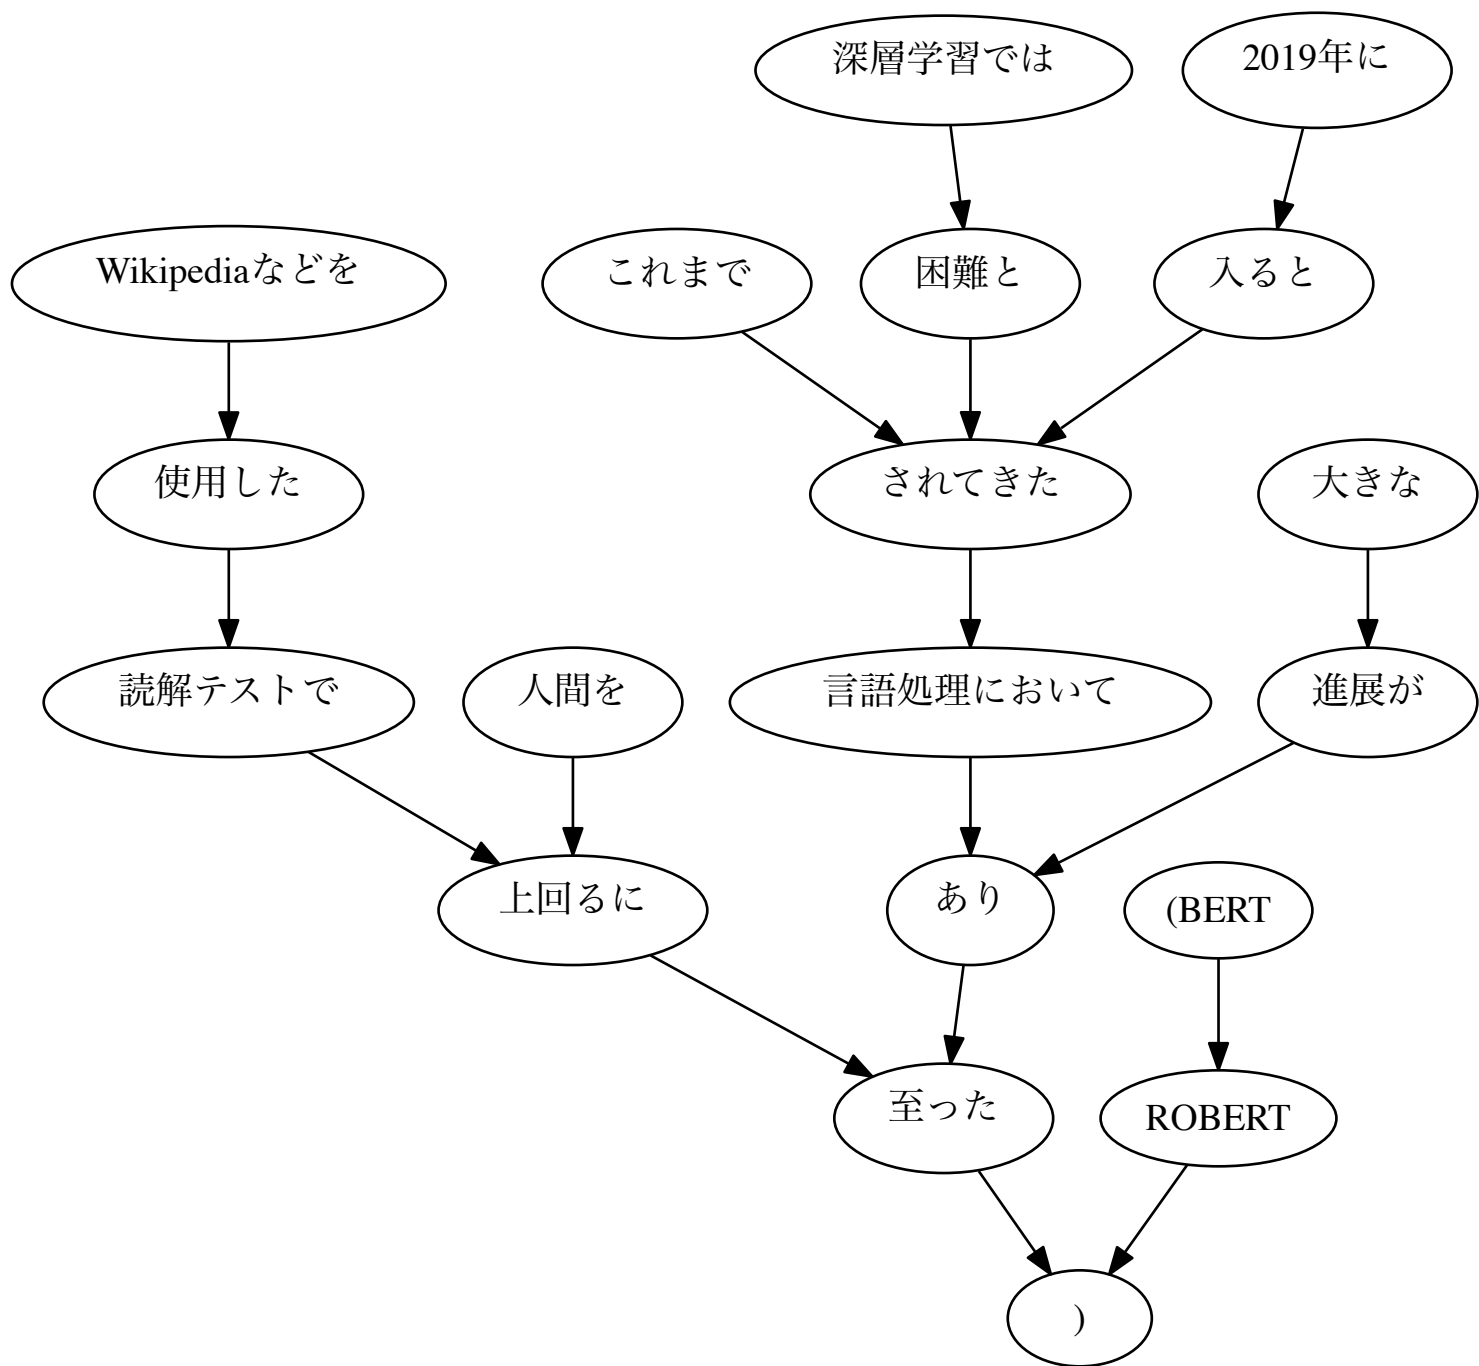 深層学習では
2019年に
Wikipediaなどを
これまで
困難と
入ると
使用した
されてきた
大きな
読解テストで
人間を
言語処理において
進展が
上回るに
あり
(BERT
至った
ROBERT
)